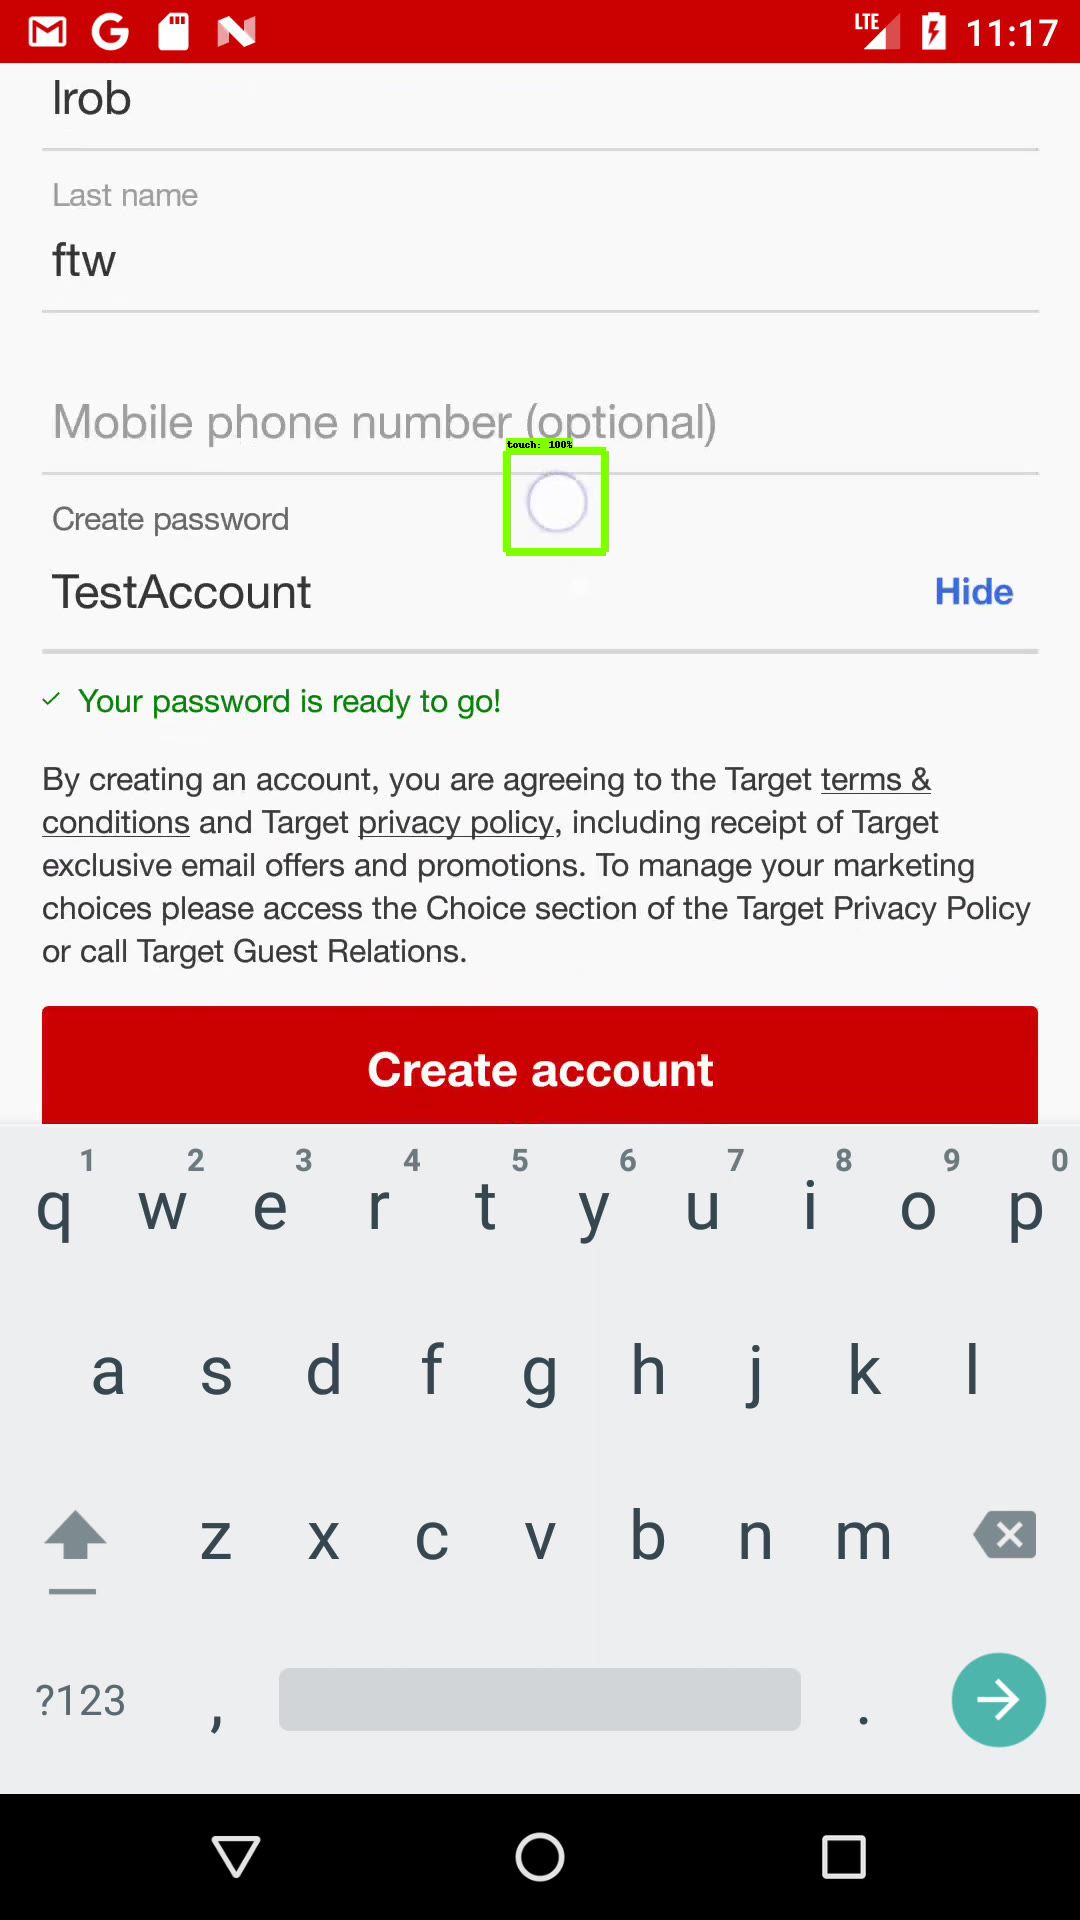 LTE 11:17
lrob
Last name
ftw
Mobile phone number (optional)
touch: 100%
Create password
TestAccount Hide
Your password is ready to go!
By creating an account, you are agreeing to the Target terms &
conditions and Target privacy policy, including receipt of Target
exclusive email offers and promotions. To manage your marketing
choices please access the Choice section of the Target Privacy Policy
or call Target Guest Relations.
Create account
1 2 3 4 5 6 7 8 9 0
q w e r t y u i o p
a s d f g h j k l
z x c v b n m
?123 , .